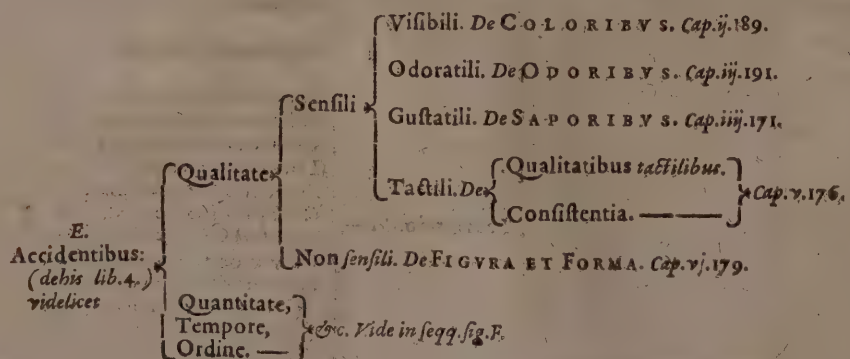 Visibili. De COLORIBVS. Cap.ij.189.
Odoratili. De ODORIBVS. Cap.iij.191.
Sensili
Gustatili. De SAPORIBVS. Cap.iiij.171.
Qualitate
Qualitatibus tactilibus.
Tactili. De
Cap.v.176.
Consistentia.
E.
Accidentibus:
(de his lib.4.)
videlicet
Non sensili. De FIGVRA ET FORMA. Cap.vj.179.
Quantitate,
Tempore,
&c. Vide in seqq. sig.F.
Ordine.